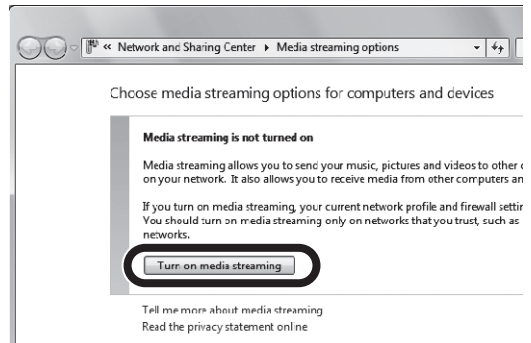 « Network and Sharing Center ▸ Media streaming options
Choose media streaming options for computers and devices
Media streaming is not turned on
Media streaming allows you to send your music, pictures and videos to other
on your network. It also allows you to receive media from other computers
If you turn on media streaming, your current network profile and firewall
You should turn on media streaming only on networks that you trust, such as
networks.
Turn on media streaming
Tell me more about media streaming
Read the privacy statement online